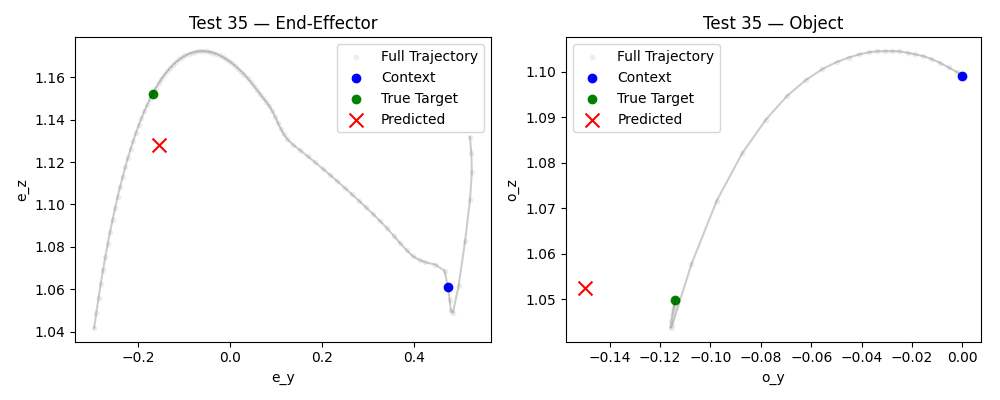 Test 35 — End-Effector
Full Trajectory
Context
True Target
Predicted
1.16
1.14
1.12
1.10
1.08
1.06
1.04
e_z
−0.2
0.0
0.2
0.4
e_y
Test 35 — Object
Full Trajectory
Context
True Target
Predicted
1.10
1.09
1.08
1.07
1.06
1.05
o_z
−0.14
−0.12
−0.10
−0.08
−0.06
−0.04
−0.02
0.00
o_y